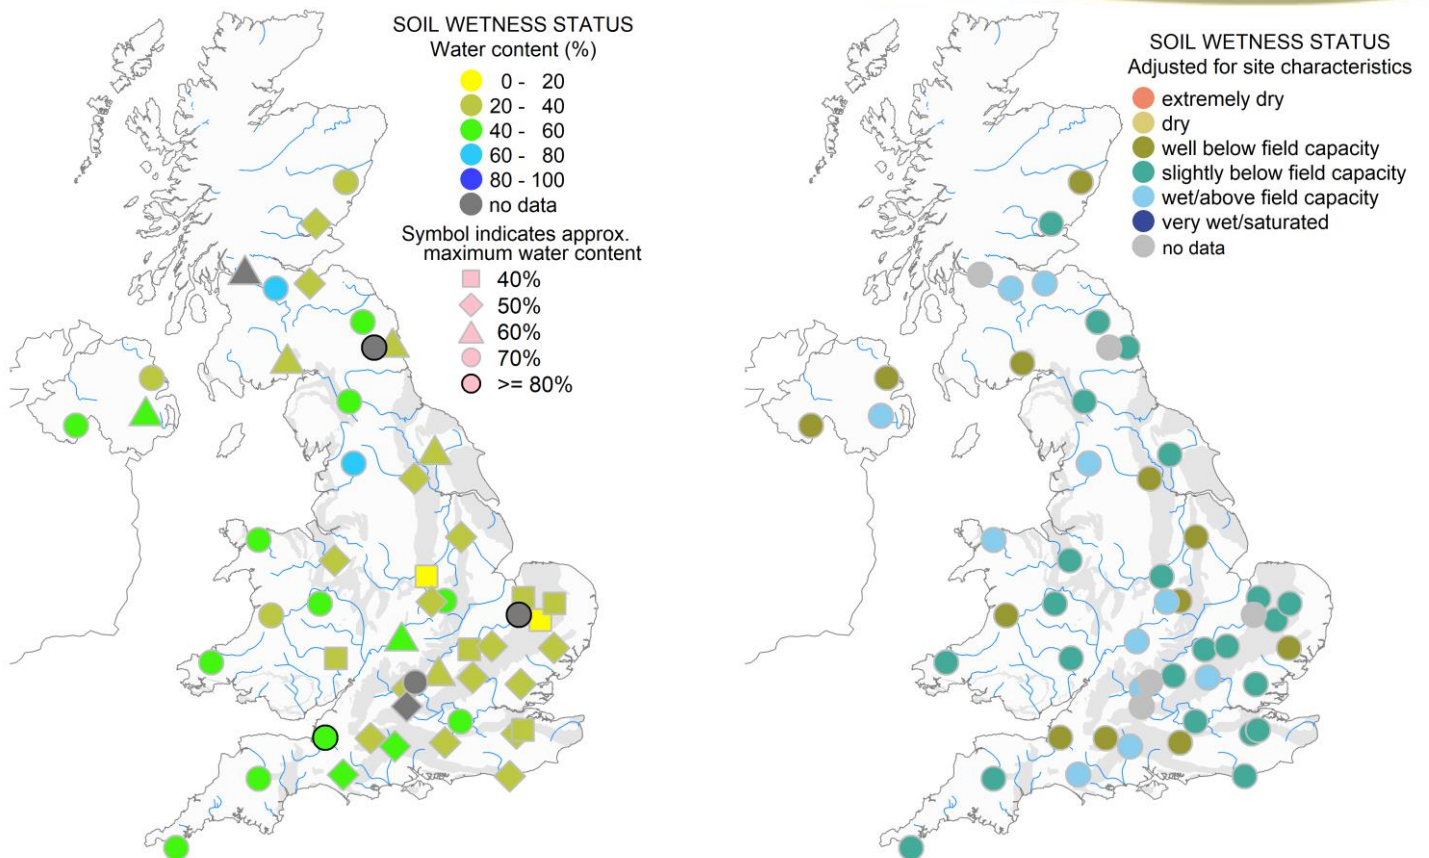 SOIL WETNESS STATUS
Water content (%)
0 - 20
20 - 40
40 - 60
60 - 80
80 - 100
no data
Symbol indicates approx.
maximum water content
40%
50%
60%
70%
>= 80%
SOIL WETNESS STATUS
Adjusted for site characteristics
extremely dry
dry
well below field capacity
slightly below field capacity
wet/above field capacity
very wet/saturated
no data